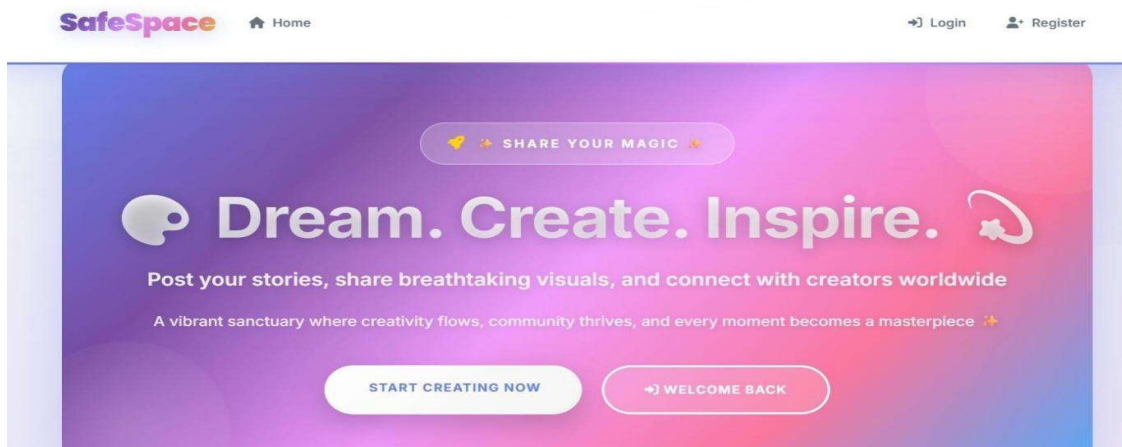 SafeSpace Home Login Register
SHARE YOUR MAGIC
Dream. Create. Inspire.
Post your stories, share breathtaking visuals, and connect with creators worldwide
A vibrant sanctuary where creativity flows, community thrives, and every moment becomes a masterpiece
START CREATING NOW WELCOME BACK